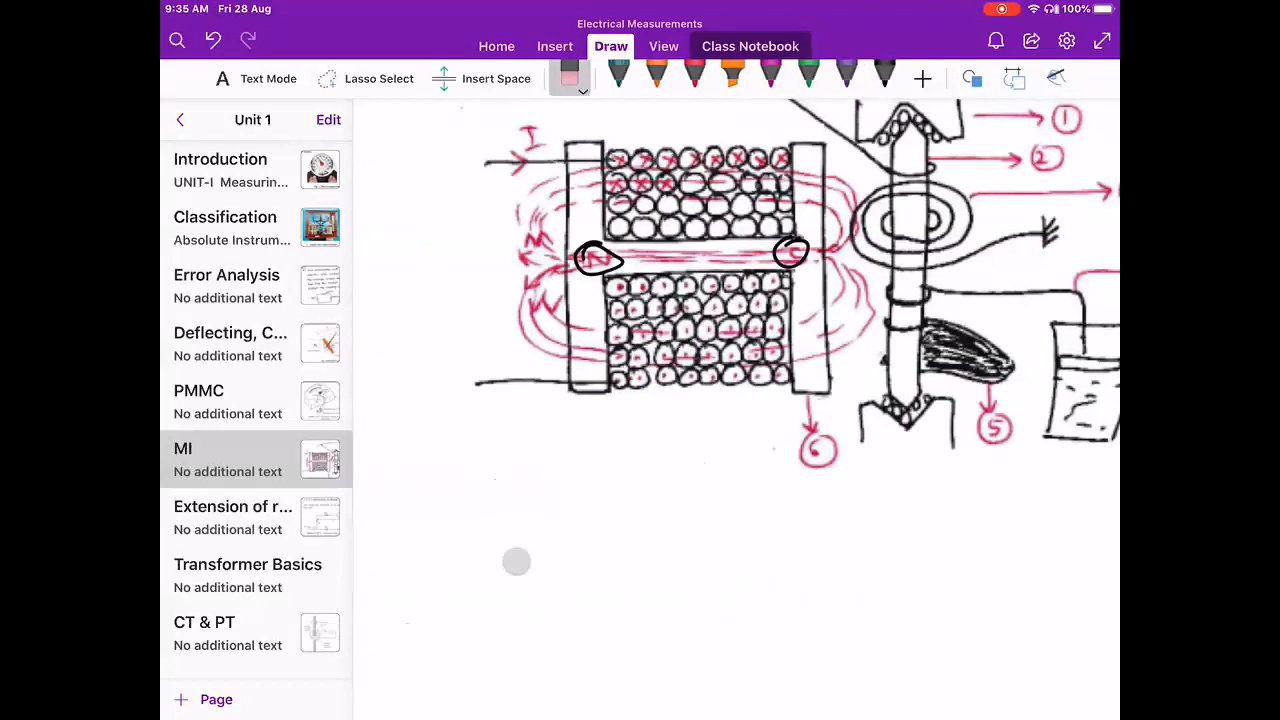 9:35 AM Fri 28 Aug
100%
Electrical Measurements
Home Insert Draw View Class Notebook
Text Mode Lasso Select Insert Space
Unit 1 Edit
Introduction
UNIT-I Measurin...
Classification
Absolute Instrum...
Error Analysis
No additional text
Deflecting, C...
No additional text
PMMC
No additional text
MI
No additional text
Extension of r...
No additional text
Transformer Basics
No additional text
CT & PT
No additional text
Page
I
N
1
2
5
6